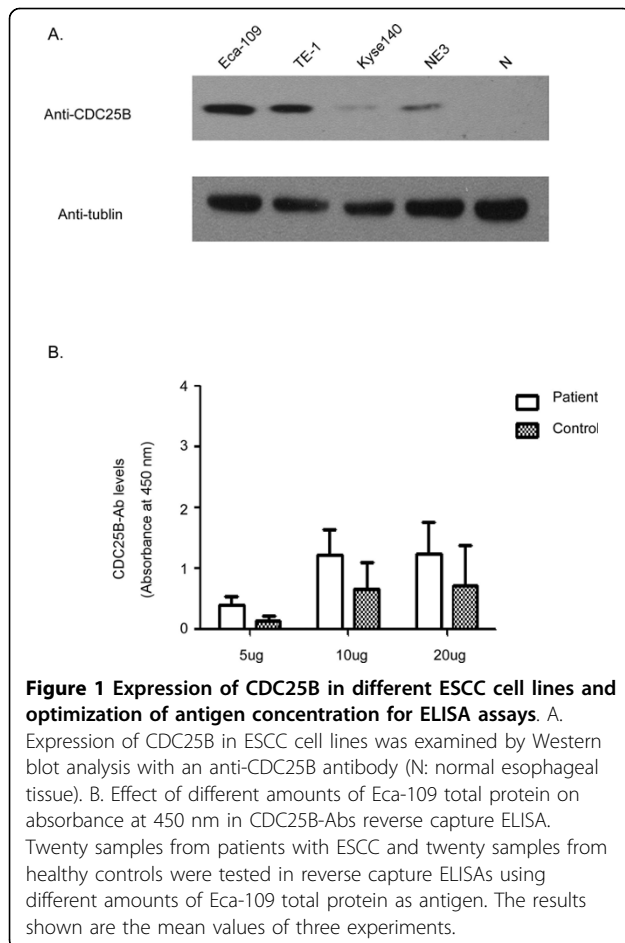 A.
Eca-109 TE-1 Kyse140 NE3 N
Anti-CDC25B
Anti-tublin
B.
CDC25B-Ab levels
(Absorbance at 450 nm)
4
3
2
1
0
5ug 10ug 20ug
Patient
Control
Figure 1 Expression of CDC25B in different ESCC cell lines and
optimization of antigen concentration for ELISA assays. A.
Expression of CDC25B in ESCC cell lines was examined by Western
blot analysis with an anti-CDC25B antibody (N: normal esophageal
tissue). B. Effect of different amounts of Eca-109 total protein on
absorbance at 450 nm in CDC25B-Abs reverse capture ELISA.
Twenty samples from patients with ESCC and twenty samples from
healthy controls were tested in reverse capture ELISAs using
different amounts of Eca-109 total protein as antigen. The results
shown are the mean values of three experiments.